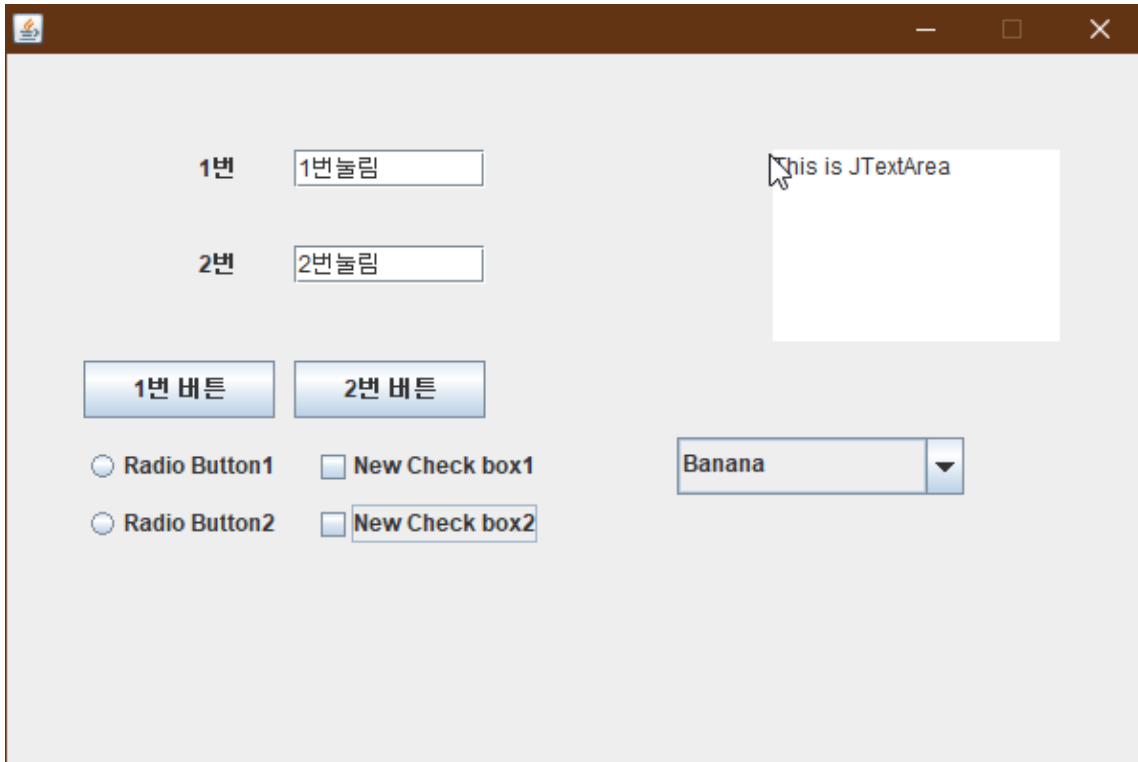 1번 1번눌림
This is JTextArea
2번 2번눌림
1번 버튼 2번 버튼
Radio Button1 New Check box1
Banana
Radio Button2 New Check box2